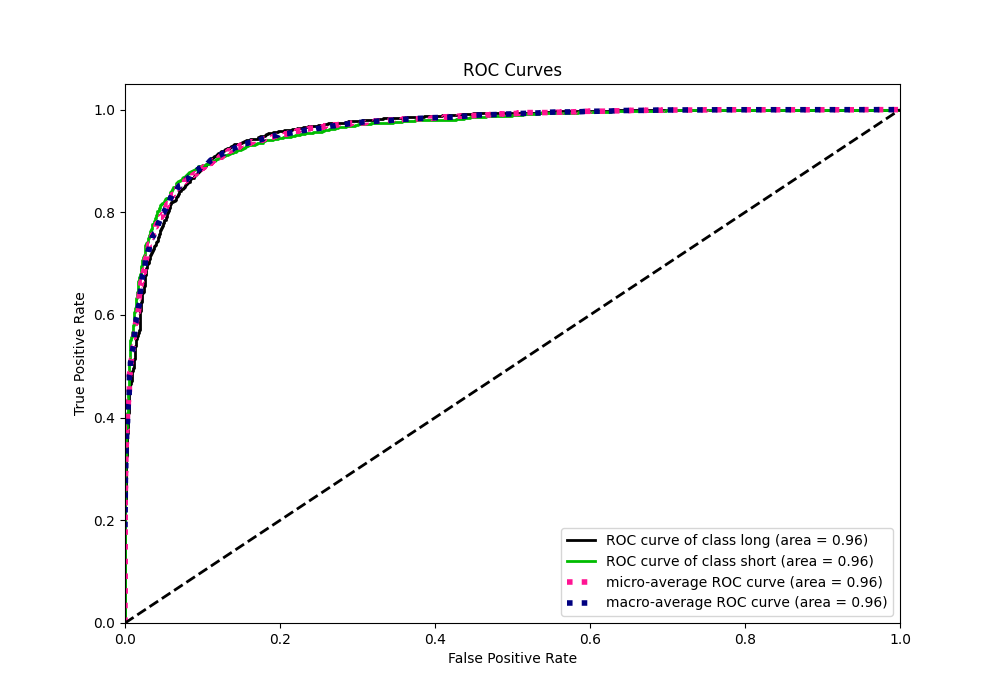 ROC Curves
True Positive Rate
1.0
0.8
0.6
0.4
0.2
0.0
0.0 0.2 0.4 0.6 0.8 1.0
False Positive Rate
ROC curve of class long (area = 0.96)
ROC curve of class short (area = 0.96)
micro-average ROC curve (area = 0.96)
macro-average ROC curve (area = 0.96)